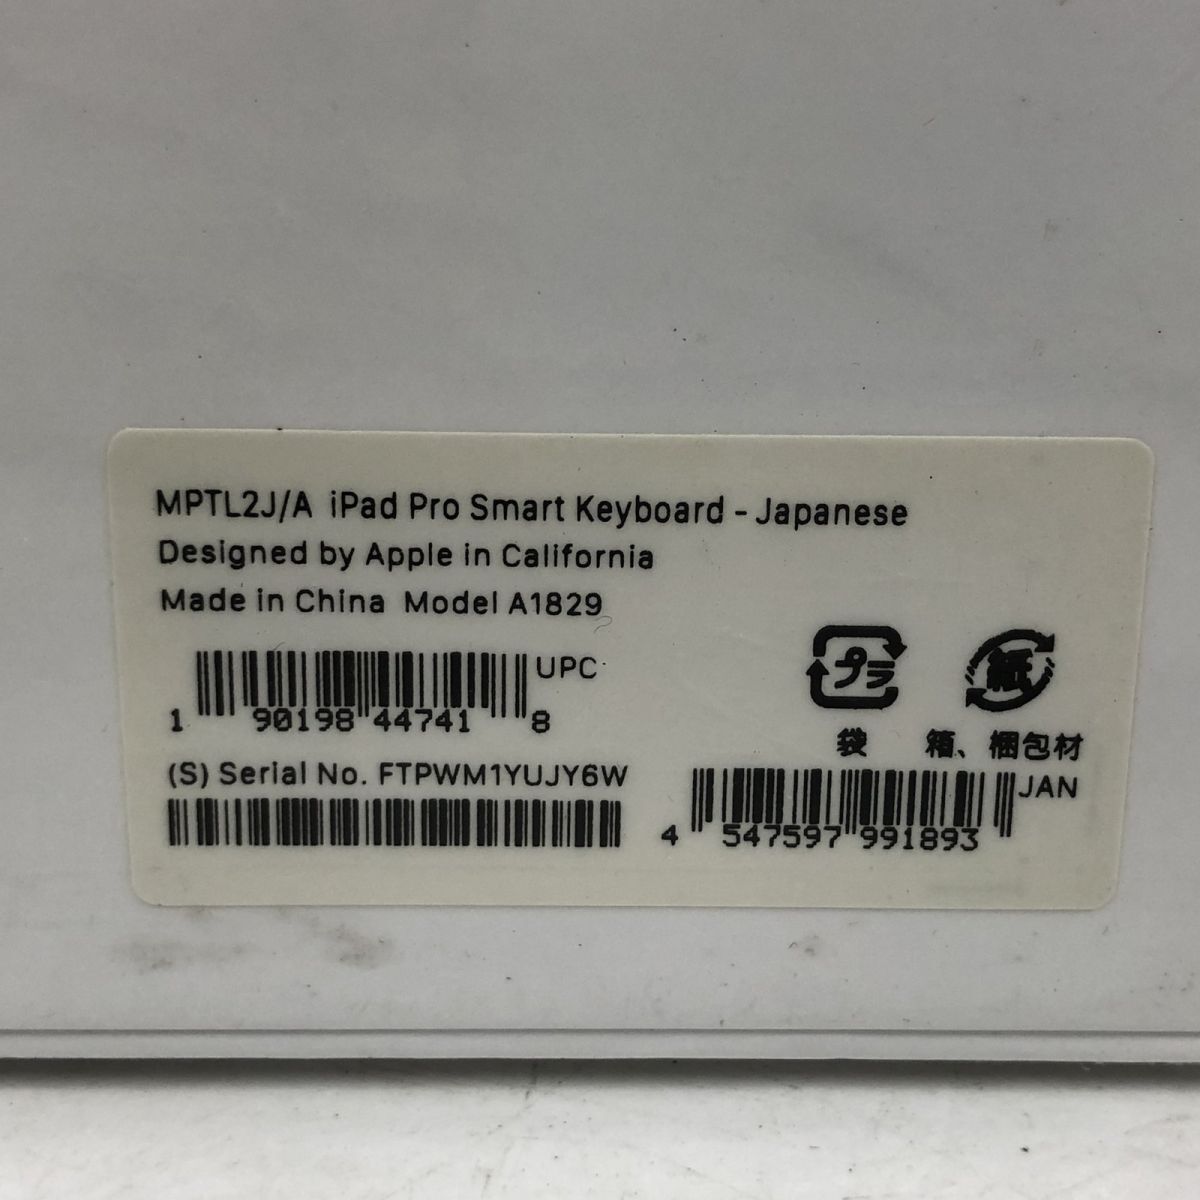 MPTL2J/A iPad Pro Smart Keyboard - Japanese
Designed by Apple in California
Made in China Model A1829
UPC
1 90198 44741 8
プラ
紙
袋 箱、梱包材
(S) Serial No. FTPWM1YUJY6W
JAN
4 547597 991893